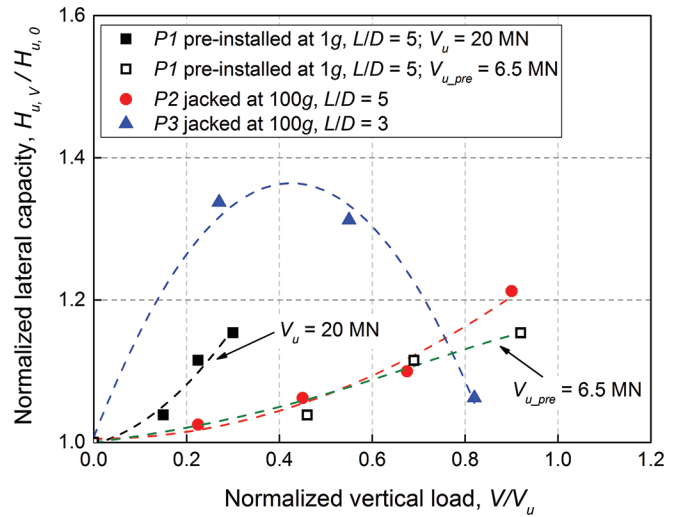 1.6
P1 pre-installed at 1g, L/D = 5; Vu = 20 MN
P1 pre-installed at 1g, L/D = 5; Vu_pre = 6.5 MN
P2 jacked at 100g, L/D = 5
P3 jacked at 100g, L/D = 3
1.4
1.2
1.0
Vu = 20 MN
Vu_pre = 6.5 MN
0.0 0.2 0.4 0.6 0.8 1.0 1.2
Normalized vertical load, V/Vu
Normalized lateral capacity, Hu,V / Hu,0